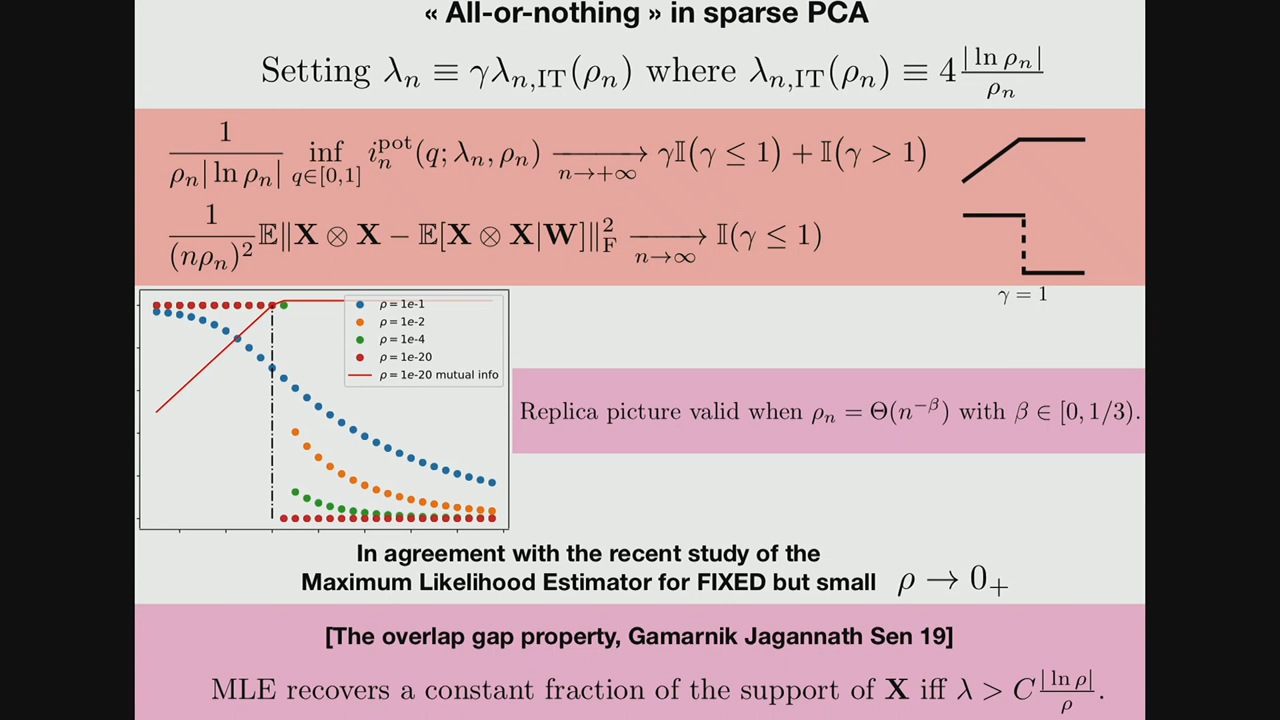 « All-or-nothing » in sparse PCA
Setting λ_n ≡ γλ_{n,IT}(ρ_n) where λ_{n,IT}(ρ_n) ≡ 4 |ln ρ_n| / ρ_n
1 / (ρ_n|ln ρ_n|) inf_{q∈[0,1]} i_n^{pot}(q; λ_n, ρ_n) ⟶_{n→+∞} γ𝕀(γ ≤ 1) + 𝕀(γ > 1)
1 / (nρ_n)² 𝔼‖𝐗 ⊗ 𝐗 − 𝔼[𝐗 ⊗ 𝐗|𝐖]‖²_F ⟶_{n→∞} 𝕀(γ ≤ 1)
γ = 1
ρ = 1e-1
ρ = 1e-2
ρ = 1e-4
ρ = 1e-20
ρ = 1e-20 mutual info
Replica picture valid when ρ_n = Θ(n^{−β}) with β ∈ [0, 1/3).
In agreement with the recent study of the
Maximum Likelihood Estimator for FIXED but small ρ → 0_+
[The overlap gap property, Gamarnik Jagannath Sen 19]
MLE recovers a constant fraction of the support of 𝐗 iff λ > C |ln ρ| / ρ.